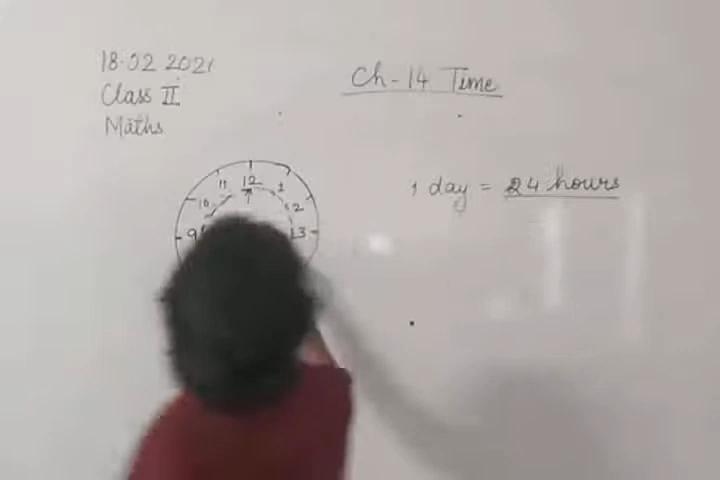 18.02 2021
Class II
Maths
Ch-14 Time
1 day = 24 hours
12
11
1
10
2
9
3